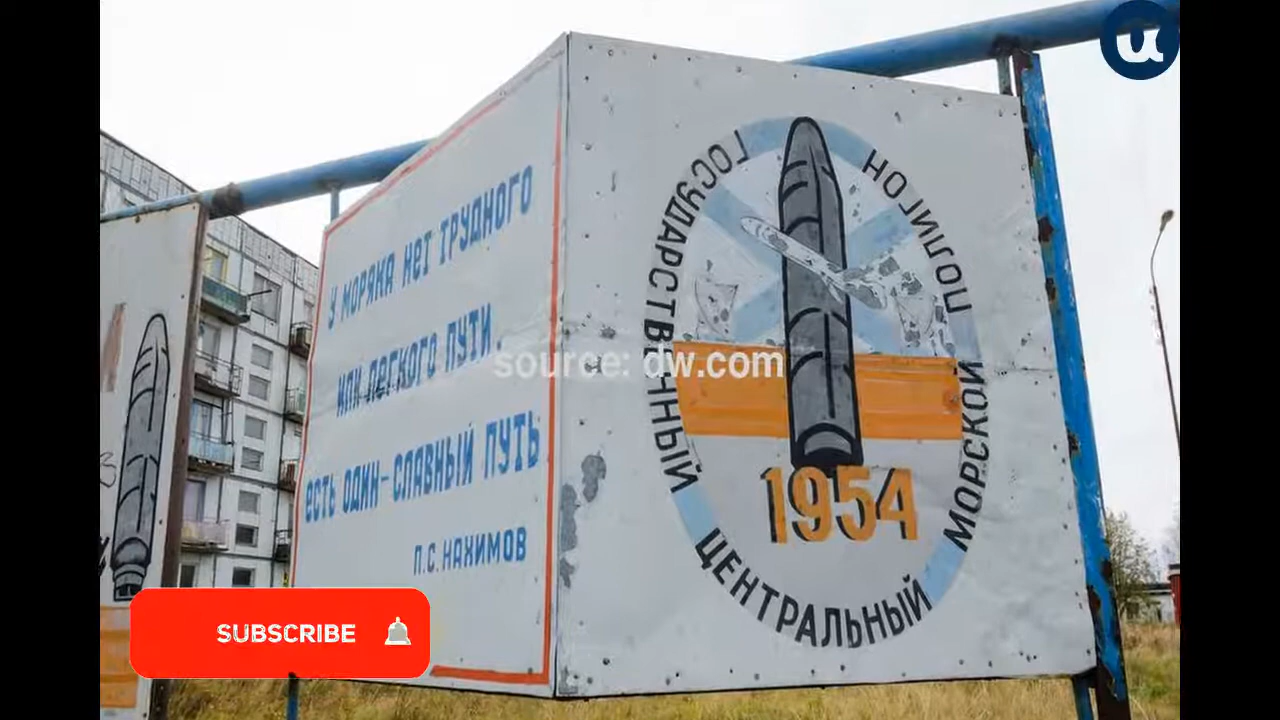 У МОРЯКА НЕТ ТРУДНОГО
ИЛИ ЛЕГКОГО ПУТИ.
ЕСТЬ ОДИН-СЛАВНЫЙ ПУТЬ
П.С. НАХИМОВ
ГОСУДАРСТВЕННЫЙ
ЦЕНТРАЛЬНЫЙ
МОРСКОЙ
ПОЛИГОН
1954
source: dw.com
SUBSCRIBE
u